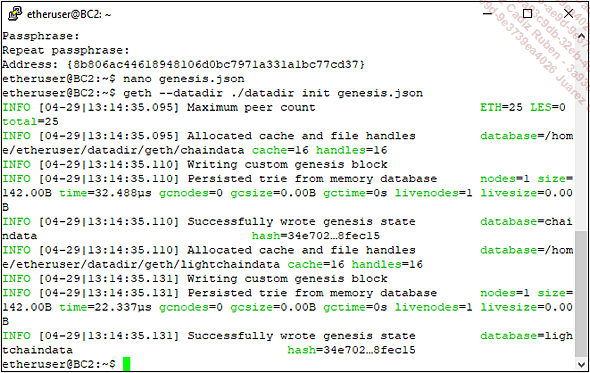 etheruser@BC2: ~
Passphrase:
Repeat passphrase:
Address: {8b806ac44618948106d0bc7971a331a1bc77cd37}
etheruser@BC2:~$ nano genesis.json
etheruser@BC2:~$ geth --datadir ./datadir init genesis.json
INFO [04-29|13:14:35.095] Maximum peer count ETH=25 LES=0
total=25
INFO [04-29|13:14:35.095] Allocated cache and file handles database=/hom
e/etheruser/datadir/geth/chaindata cache=16 handles=16
INFO [04-29|13:14:35.110] Writing custom genesis block
INFO [04-29|13:14:35.110] Persisted trie from memory database nodes=1 size=
142.00B time=32.488µs gcnodes=0 gcsize=0.00B gctime=0s livenodes=1 livesize=0.00
B
INFO [04-29|13:14:35.110] Successfully wrote genesis state database=chai
ndata hash=34e702…8fec15
INFO [04-29|13:14:35.110] Allocated cache and file handles database=/hom
e/etheruser/datadir/geth/lightchaindata cache=16 handles=16
INFO [04-29|13:14:35.131] Writing custom genesis block
INFO [04-29|13:14:35.131] Persisted trie from memory database nodes=1 size=
142.00B time=22.337µs gcnodes=0 gcsize=0.00B gctime=0s livenodes=1 livesize=0.00
B
INFO [04-29|13:14:35.131] Successfully wrote genesis state database=ligh
tchaindata hash=34e702…8fec15
etheruser@BC2:~$